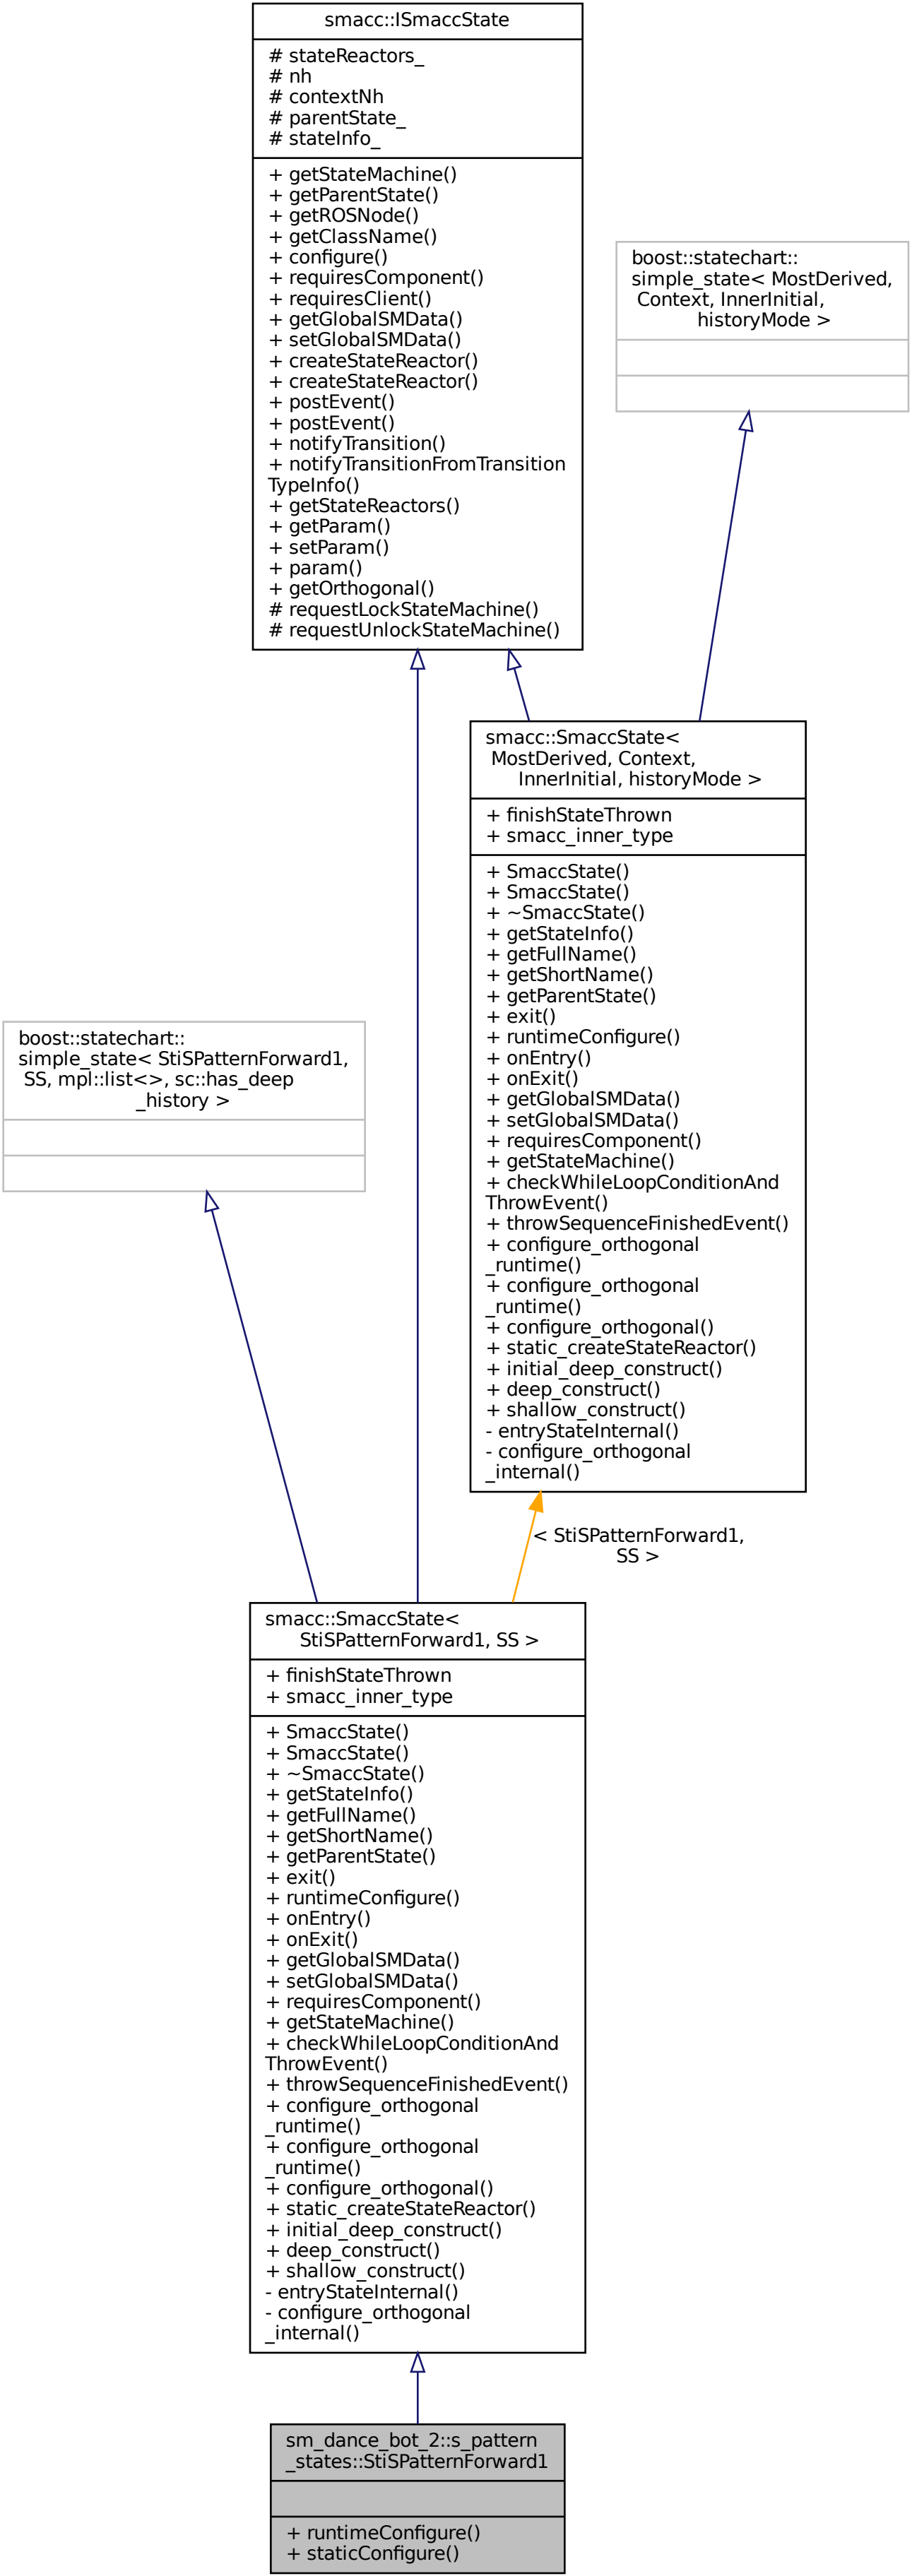 smacc::ISmaccState
# stateReactors_
# nh
# contextNh
# parentState_
# stateInfo_
+ getStateMachine()
+ getParentState()
+ getROSNode()
+ getClassName()
+ configure()
+ requiresComponent()
+ requiresClient()
+ getGlobalSMData()
+ setGlobalSMData()
+ createStateReactor()
+ createStateReactor()
+ postEvent()
+ postEvent()
+ notifyTransition()
+ notifyTransitionFromTransition
TypeInfo()
+ getStateReactors()
+ getParam()
+ setParam()
+ param()
+ getOrthogonal()
# requestLockStateMachine()
# requestUnlockStateMachine()
boost::statechart::
simple_state< MostDerived,
Context, InnerInitial,
historyMode >
smacc::SmaccState<
MostDerived, Context,
InnerInitial, historyMode >
+ finishStateThrown
+ smacc_inner_type
+ SmaccState()
+ SmaccState()
+ ~SmaccState()
+ getStateInfo()
+ getFullName()
+ getShortName()
+ getParentState()
+ exit()
+ runtimeConfigure()
+ onEntry()
+ onExit()
+ getGlobalSMData()
+ setGlobalSMData()
+ requiresComponent()
+ getStateMachine()
+ checkWhileLoopConditionAnd
ThrowEvent()
+ throwSequenceFinishedEvent()
+ configure_orthogonal
_runtime()
+ configure_orthogonal
_runtime()
+ configure_orthogonal()
+ static_createStateReactor()
+ initial_deep_construct()
+ deep_construct()
+ shallow_construct()
- entryStateInternal()
- configure_orthogonal
_internal()
boost::statechart::
simple_state< StiSPatternForward1,
SS, mpl::list<>, sc::has_deep
_history >
< StiSPatternForward1,
SS >
smacc::SmaccState<
StiSPatternForward1, SS >
+ finishStateThrown
+ smacc_inner_type
+ SmaccState()
+ SmaccState()
+ ~SmaccState()
+ getStateInfo()
+ getFullName()
+ getShortName()
+ getParentState()
+ exit()
+ runtimeConfigure()
+ onEntry()
+ onExit()
+ getGlobalSMData()
+ setGlobalSMData()
+ requiresComponent()
+ getStateMachine()
+ checkWhileLoopConditionAnd
ThrowEvent()
+ throwSequenceFinishedEvent()
+ configure_orthogonal
_runtime()
+ configure_orthogonal
_runtime()
+ configure_orthogonal()
+ static_createStateReactor()
+ initial_deep_construct()
+ deep_construct()
+ shallow_construct()
- entryStateInternal()
- configure_orthogonal
_internal()
sm_dance_bot_2::s_pattern
_states::StiSPatternForward1
+ runtimeConfigure()
+ staticConfigure()